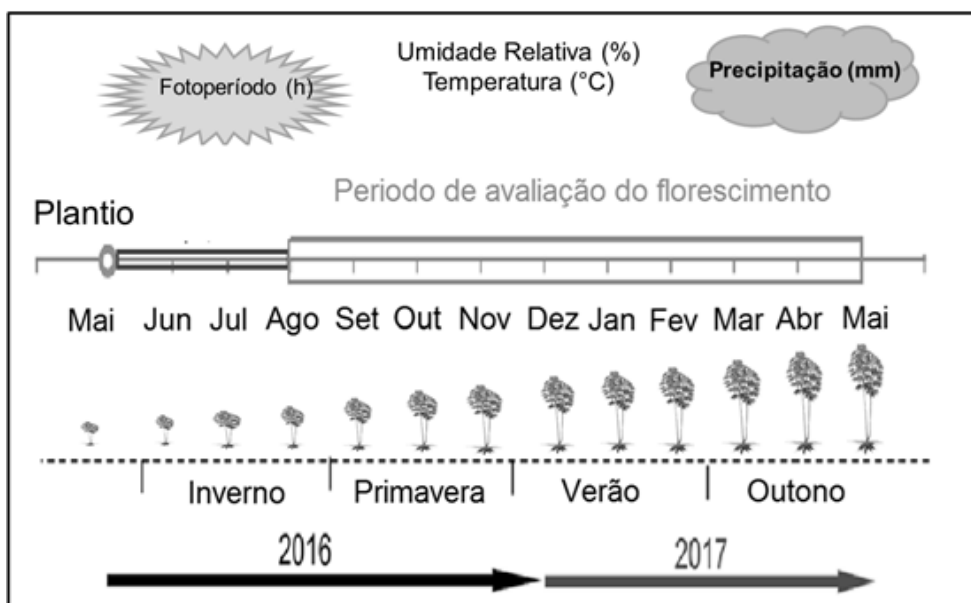 Fotoperíodo (h)
Umidade Relativa (%)
Temperatura (°C)
Precipitação (mm)
Periodo de avaliação do florescimento
Plantio
Mai Jun Jul Ago Set Out Nov Dez Jan Fev Mar Abr Mai
Inverno Primavera Verão Outono
2016 2017